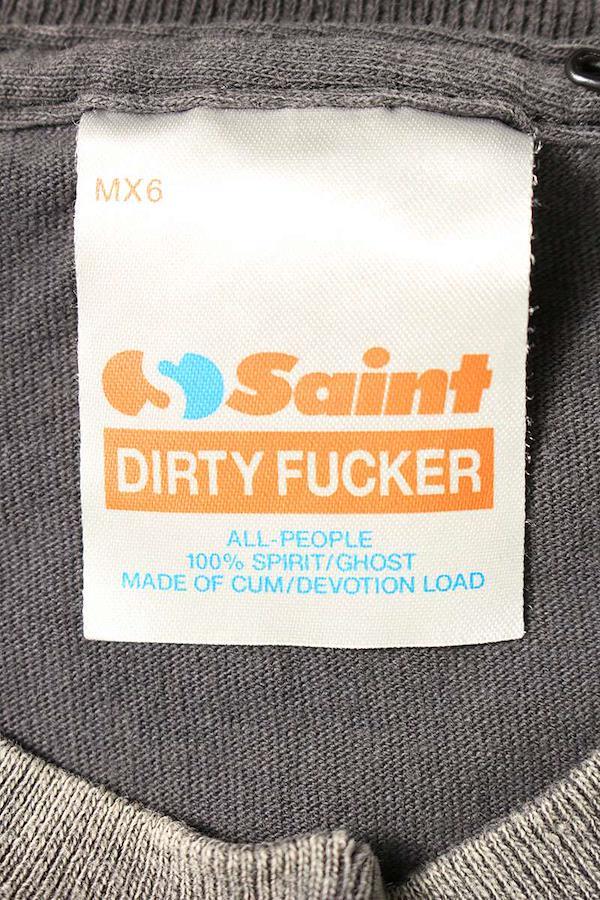 MX6
Saint
DIRTY FUCKER
ALL-PEOPLE
100% SPIRIT/GHOST
MADE OF CUM/DEVOTION LOAD